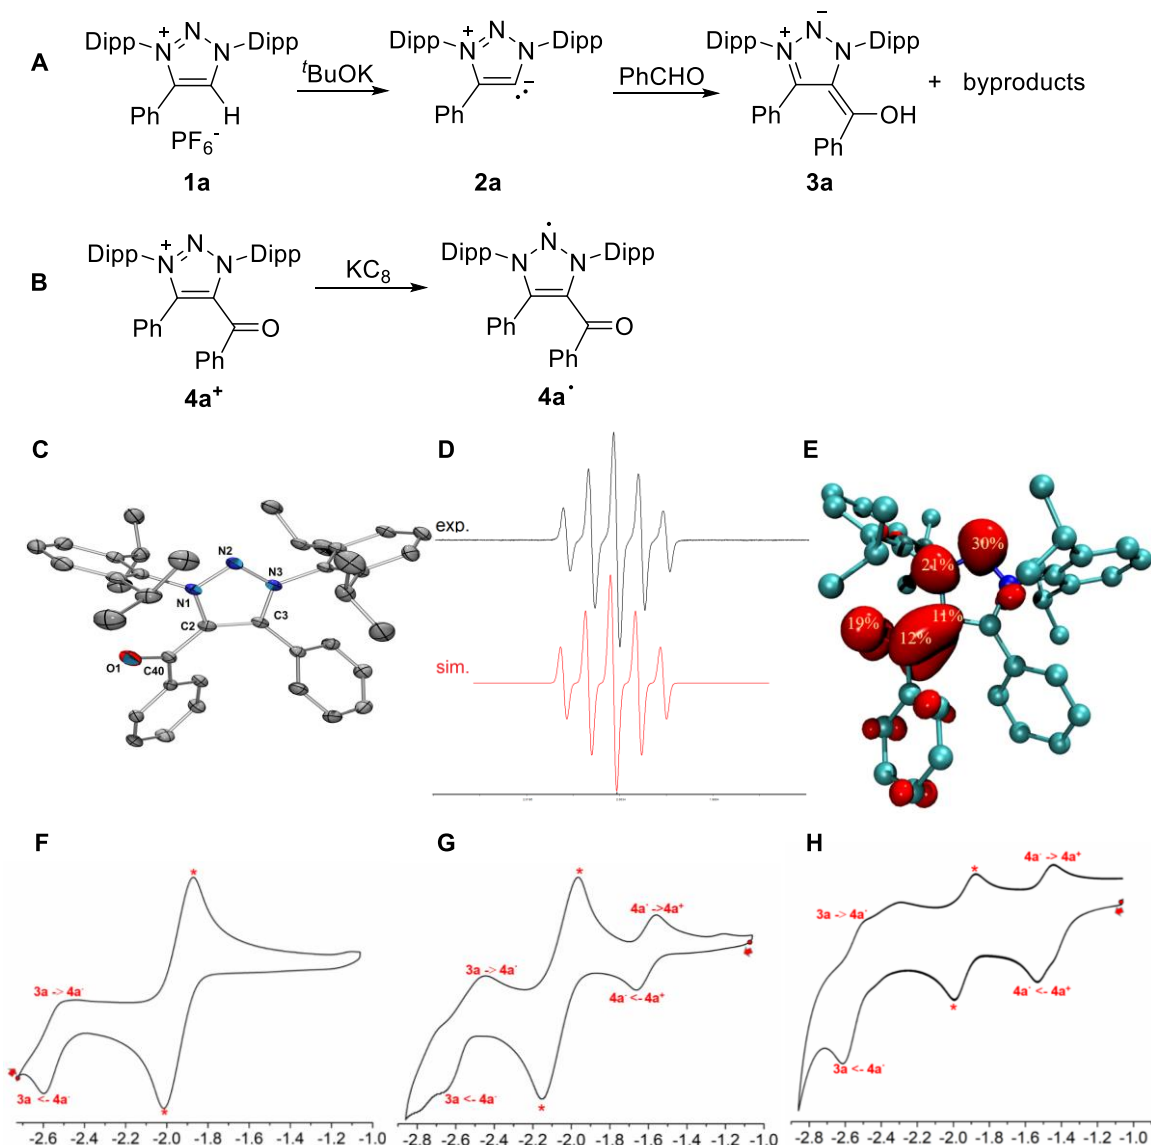 A
Dipp N+ N N Dipp
Ph H
PF6-
1a
tBuOK
Dipp N+ N N Dipp
Ph -
2a
PhCHO
Dipp N+ N- N Dipp
Ph OH
Ph
3a
+ byproducts
B
Dipp N+ N N Dipp
Ph O
Ph
4a+
KC8
Dipp N N• N Dipp
Ph O
Ph
4a•
C
N2
N3
N1
C2 C3
O1 C40
D
exp.
sim.
E
30%
21%
11%
19%
12%
F
*
3a -> 4a·
3a <- 4a·
*
-2.6 -2.4 -2.2 -2.0 -1.8 -1.6 -1.4 -1.2 -1.0
G
*
4a· ->4a+
3a -> 4a·
4a· <- 4a+
3a <- 4a·
*
-2.8 -2.6 -2.4 -2.2 -2.0 -1.8 -1.6 -1.4 -1.2 -1.0
H
4a· -> 4a+
*
3a -> 4a·
4a· <- 4a+
*
3a <- 4a·
-2.8 -2.6 -2.4 -2.2 -2.0 -1.8 -1.6 -1.4 -1.2 -1.0